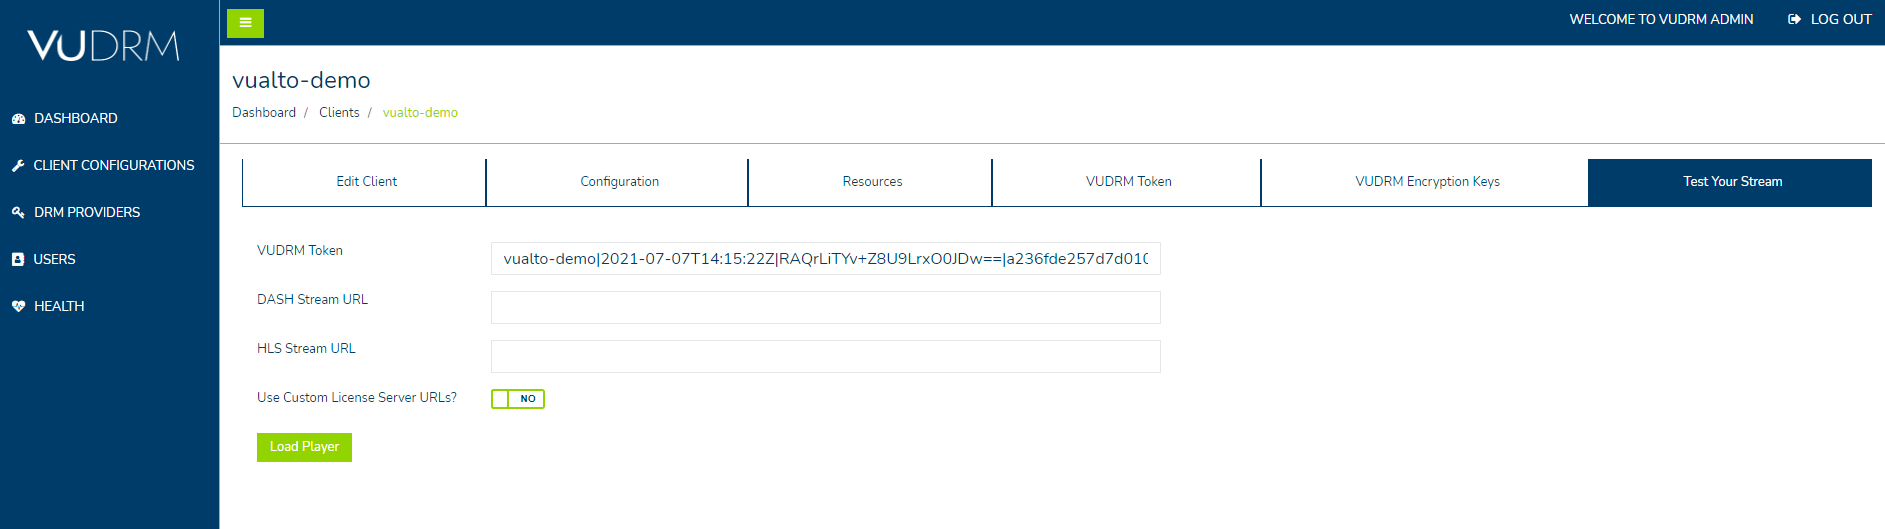 VUDRM
WELCOME TO VUDRM ADMIN
LOG OUT
DASHBOARD
CLIENT CONFIGURATIONS
DRM PROVIDERS
USERS
HEALTH
vualto-demo
Dashboard / Clients / vualto-demo
Edit Client
Configuration
Resources
VUDRM Token
VUDRM Encryption Keys
Test Your Stream
VUDRM Token
vualto-demo|2021-07-07T14:15:22Z|RAQrLiTYv+Z8U9LrxO0JDw==|a236fde257d7d010
DASH Stream URL
HLS Stream URL
Use Custom License Server URLs?
NO
Load Player